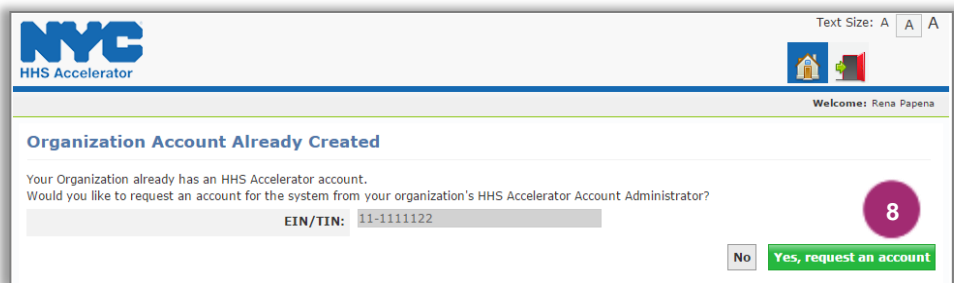 Text Size: A A A
NYC
HHS Accelerator
Welcome: Rena Papena
Organization Account Already Created
Your Organization already has an HHS Accelerator account.
Would you like to request an account for the system from your organization's HHS Accelerator Account Administrator?
EIN/TIN: 11-1111122
8
No Yes, request an account